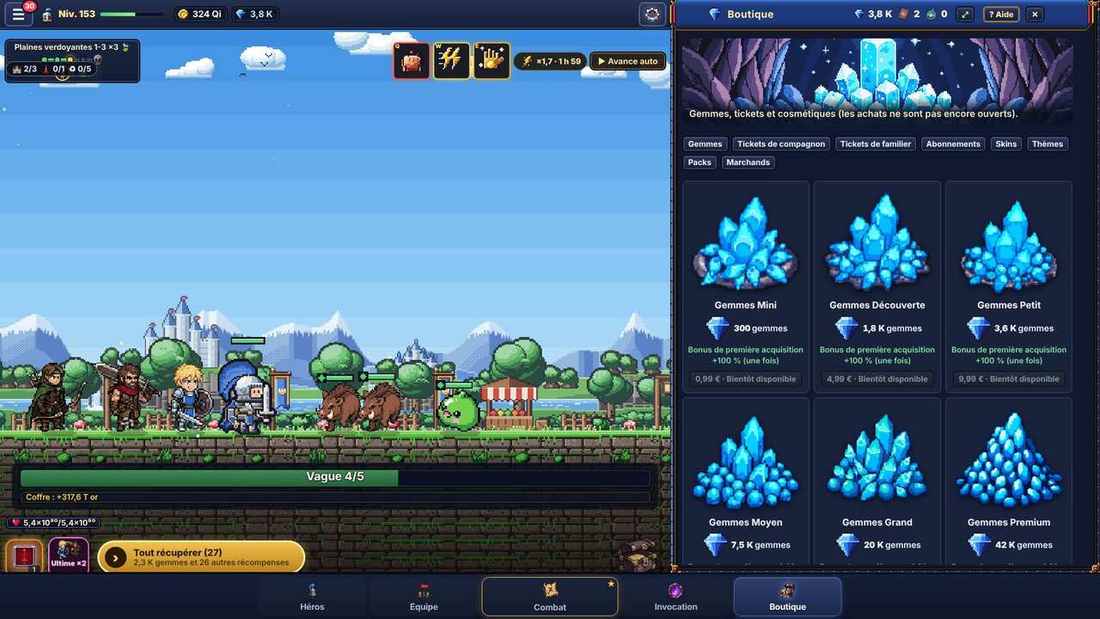 30
Niv. 153
324 Qi
3,8 K
Plaines verdoyantes 1-3 ×3
2/3
0/1
0/5
×1,7 · 1 h 59
Avance auto
Vague 4/5
Coffre : +317,6 T or
Ultime ×2
1
Tout récupérer (27)
2,3 K gemmes et 26 autres récompenses
Boutique
3,8 K
2
0
? Aide
×
Gemmes, tickets et cosmétiques (les achats ne sont pas encore ouverts).
Gemmes
Tickets de compagnon
Tickets de familier
Abonnements
Skins
Thèmes
Packs
Marchands
Gemmes Mini
300 gemmes
Bonus de première acquisition
+100 % (une fois)
0,99 € · Bientôt disponible
Gemmes Découverte
1,8 K gemmes
Bonus de première acquisition
+100 % (une fois)
4,99 € · Bientôt disponible
Gemmes Petit
3,6 K gemmes
Bonus de première acquisition
+100 % (une fois)
9,99 € · Bientôt disponible
Gemmes Moyen
7,5 K gemmes
Gemmes Grand
20 K gemmes
Gemmes Premium
42 K gemmes
Héros
Équipe
Combat
Invocation
Boutique